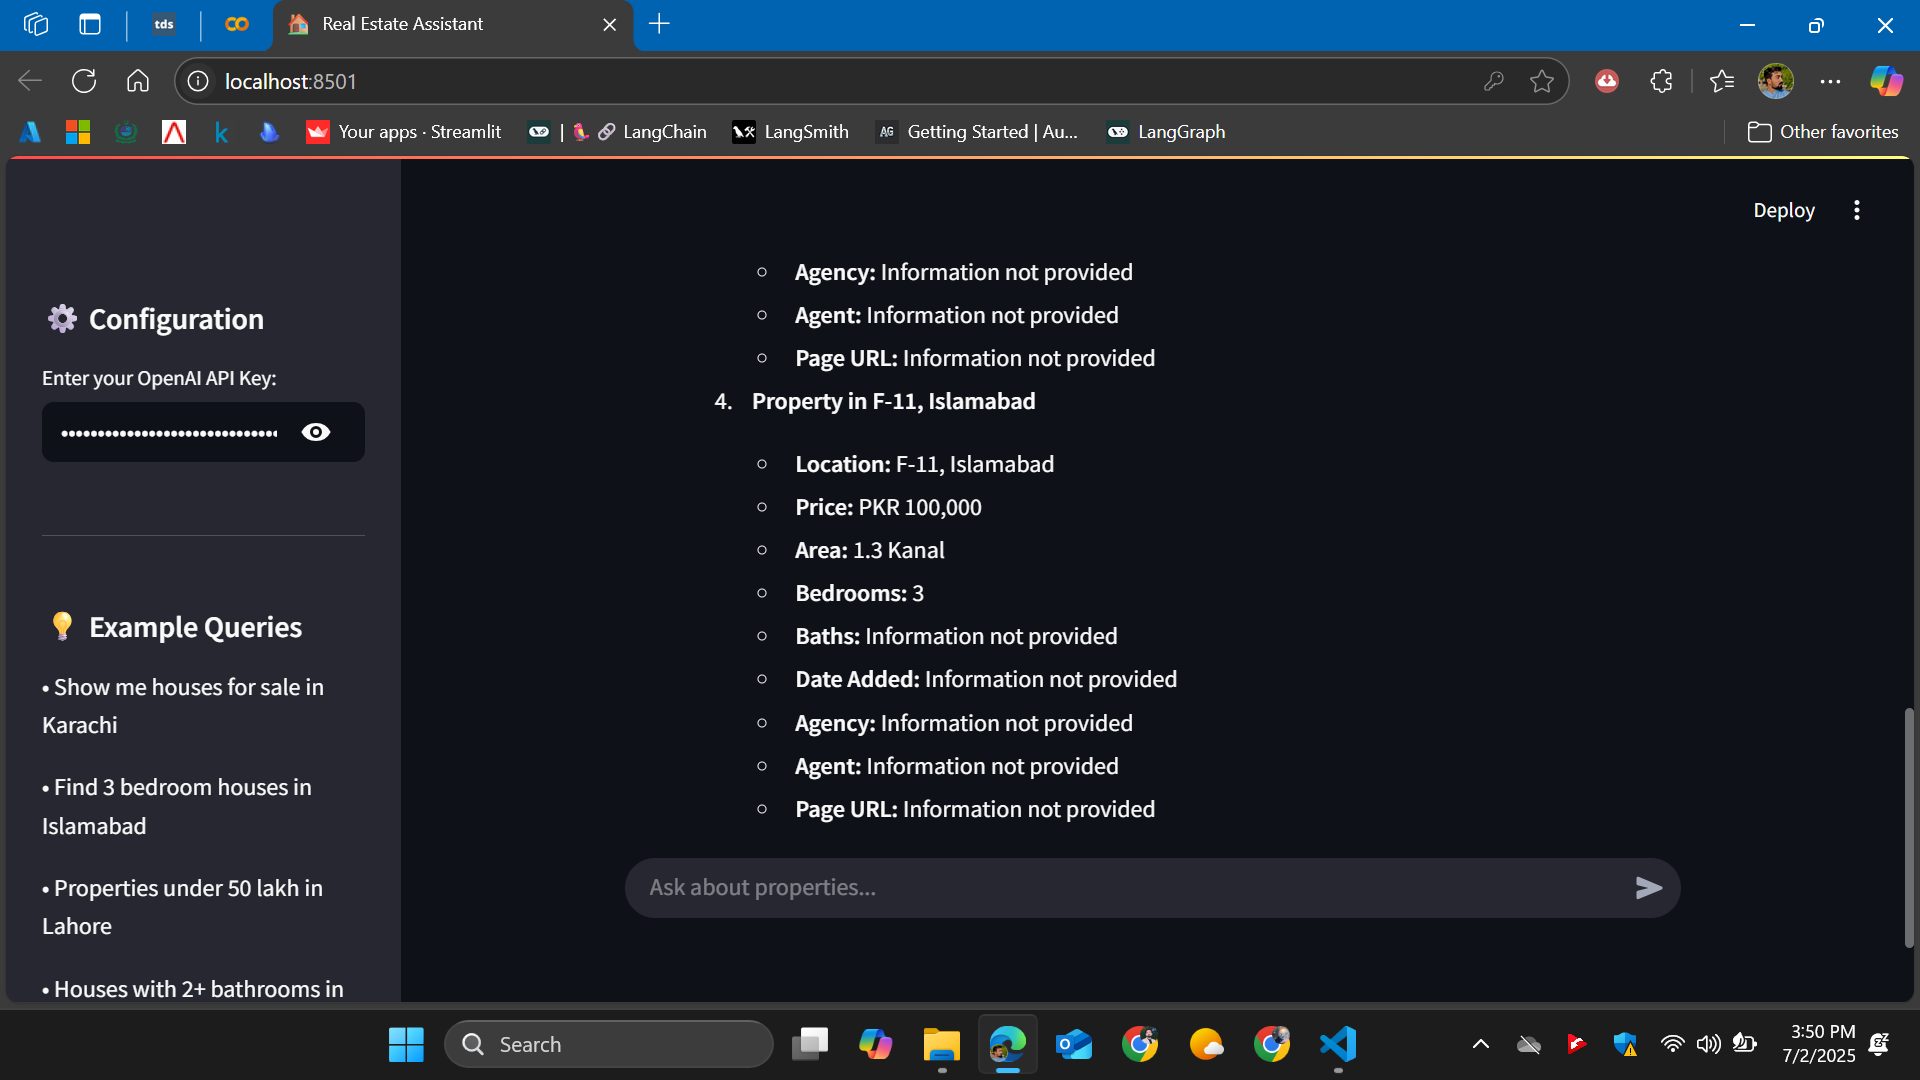 tds
Real Estate Assistant
localhost:8501
Your apps · Streamlit
| 🦜🔗 LangChain
LangSmith
AG Getting Started | Au...
LangGraph
Other favorites
Deploy
⚙️ Configuration
Enter your OpenAI API Key:
••••••••••••••••••••••••••••••
💡 Example Queries
• Show me houses for sale in
Karachi
• Find 3 bedroom houses in
Islamabad
• Properties under 50 lakh in
Lahore
• Houses with 2+ bathrooms in
Agency: Information not provided
Agent: Information not provided
Page URL: Information not provided
4. Property in F-11, Islamabad
Location: F-11, Islamabad
Price: PKR 100,000
Area: 1.3 Kanal
Bedrooms: 3
Baths: Information not provided
Date Added: Information not provided
Agency: Information not provided
Agent: Information not provided
Page URL: Information not provided
Ask about properties...
Search
3:50 PM
7/2/2025